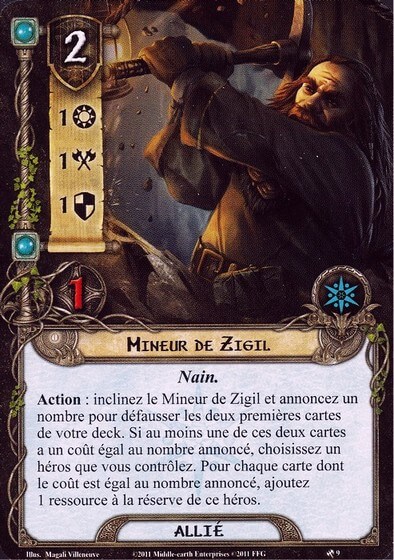 2
1
1
1
1
Mineur de Zigil
Nain.
Action : inclinez le Mineur de Zigil et annoncez un
nombre pour défausser les deux premières cartes
de votre deck. Si au moins une de ces deux cartes
a un coût égal au nombre annoncé, choisissez un
héros que vous contrôlez. Pour chaque carte dont
le coût est égal au nombre annoncé, ajoutez
1 ressource à la réserve de ce héros.
Allié
Illus. Magali Villeneuve ©2011 Middle-earth Enterprises ©2011 FFG 9